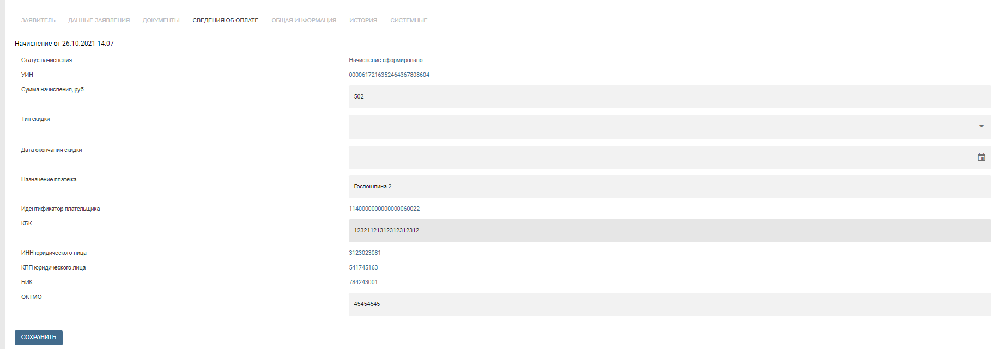 ЗАЯВИТЕЛЬ ДАННЫЕ ЗАЯВЛЕНИЯ ДОКУМЕНТЫ СВЕДЕНИЯ ОБ ОПЛАТЕ ОБЩАЯ ИНФОРМАЦИЯ ИСТОРИЯ СИСТЕМНЫЕ
Начисление от 26.10.2021 14:07
Статус начисления Начисление сформировано
УИН 0000617216352464367808604
Сумма начисления, руб. 502
Тип скидки
Дата окончания скидки
Назначение платежа Госпошлина 2
Идентификатор плательщика 1140000000000000060022
КБК 12321121312312312312
ИНН юридического лица 3123023081
КПП юридического лица 541745163
БИК 784243001
ОКТМО 45454545
СОХРАНИТЬ